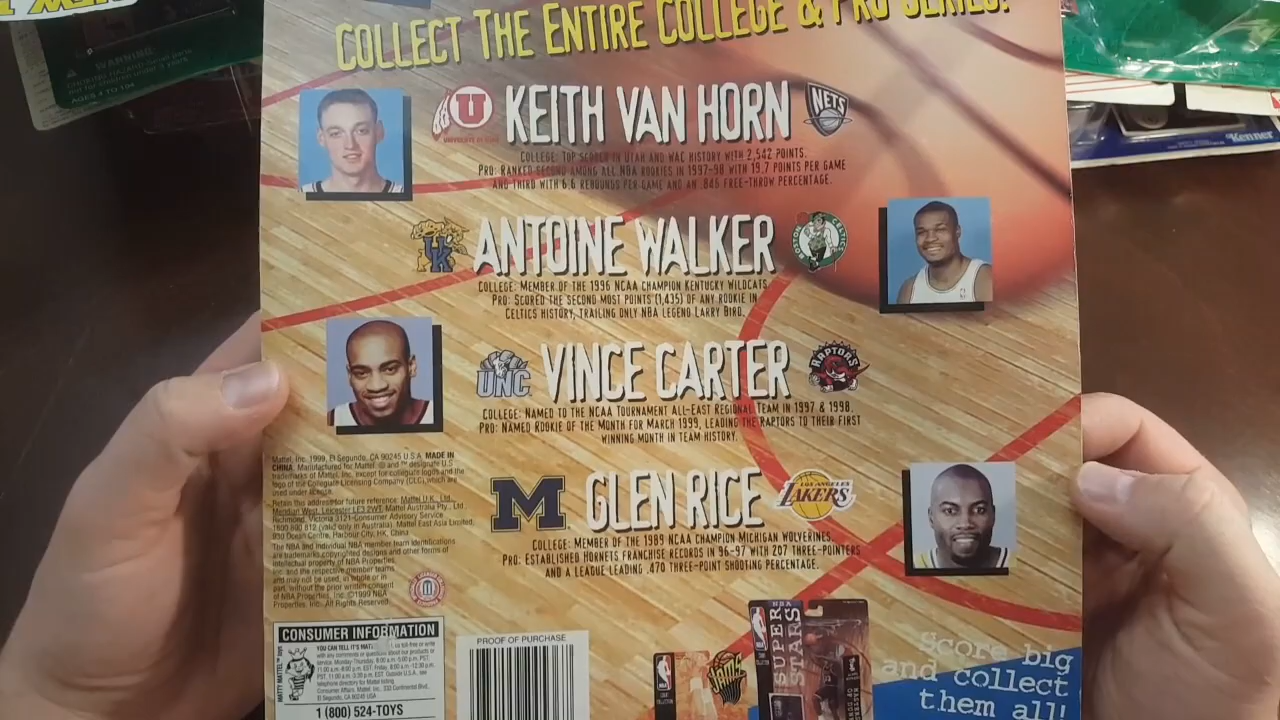 COLLECT THE ENTIRE COLLEGE & PRO SERIES!
WARNING:
AGES 4 TO 104
Kenner
U
KEITH VAN HORN
NETS
COLLEGE: TOP SCORER IN UTAH AND WAC HISTORY WITH 2,542 POINTS.
PRO: RANKED SECOND AMONG ALL NBA ROOKIES IN 1997-98 WITH 19.7 POINTS PER GAME
AND THIRD WITH 6.6 REBOUNDS PER GAME AND AN .846 FREE-THROW PERCENTAGE.
UK
ANTOINE WALKER
BOSTON CELTICS
COLLEGE: MEMBER OF THE 1996 NCAA CHAMPION KENTUCKY WILDCATS.
PRO: SCORED THE SECOND MOST POINTS (1,435) OF ANY ROOKIE IN
CELTICS HISTORY, TRAILING ONLY NBA LEGEND LARRY BIRD.
UNC
VINCE CARTER
RAPTORS
COLLEGE: NAMED TO THE NCAA TOURNAMENT ALL-EAST REGIONAL TEAM IN 1997 & 1998.
PRO: NAMED ROOKIE OF THE MONTH FOR MARCH 1999, LEADING THE RAPTORS TO THEIR FIRST
WINNING MONTH IN TEAM HISTORY.
M
GLEN RICE
LOS ANGELES
LAKERS
COLLEGE: MEMBER OF THE 1989 NCAA CHAMPION MICHIGAN WOLVERINES.
PRO: ESTABLISHED HORNETS FRANCHISE RECORDS IN 96-97 WITH 207 THREE-POINTERS
AND A LEAGUE-LEADING .470 THREE-POINT SHOOTING PERCENTAGE.
Mattel, Inc. 1999, El Segundo, CA 90245 U.S.A. MADE IN
CHINA. Manufactured for Mattel. ® and ™ designate U.S.
trademarks of Mattel, Inc. except for collegiate logos and the
logo of the Collegiate Licensing Company (CLC), which are
used under license.
Retain this address for future reference: Mattel U.K., Ltd.,
Meridian West, Leicester LE3 2WT. Mattel Australia Pty., Ltd.,
Richmond, Victoria 3121. Consumer Advisory Service
1800 800 812 (valid only in Australia). Mattel East Asia Limited,
930 Ocean Centre, Harbour City, HK, China
The NBA and individual NBA member team identifications
are trademarks, copyrighted designs and other forms of
intellectual property of NBA Properties,
Inc. and the respective member teams
and may not be used, in whole or in
part, without the prior written consent
of NBA Properties, Inc. ©1999 NBA
Properties, Inc. All Rights Reserved.
CONSUMER INFORMATION
1 (800) 524-TOYS
PROOF OF PURCHASE
NBA
JAMS
NBA
SUPER
STARS
Score big
and collect
them all!